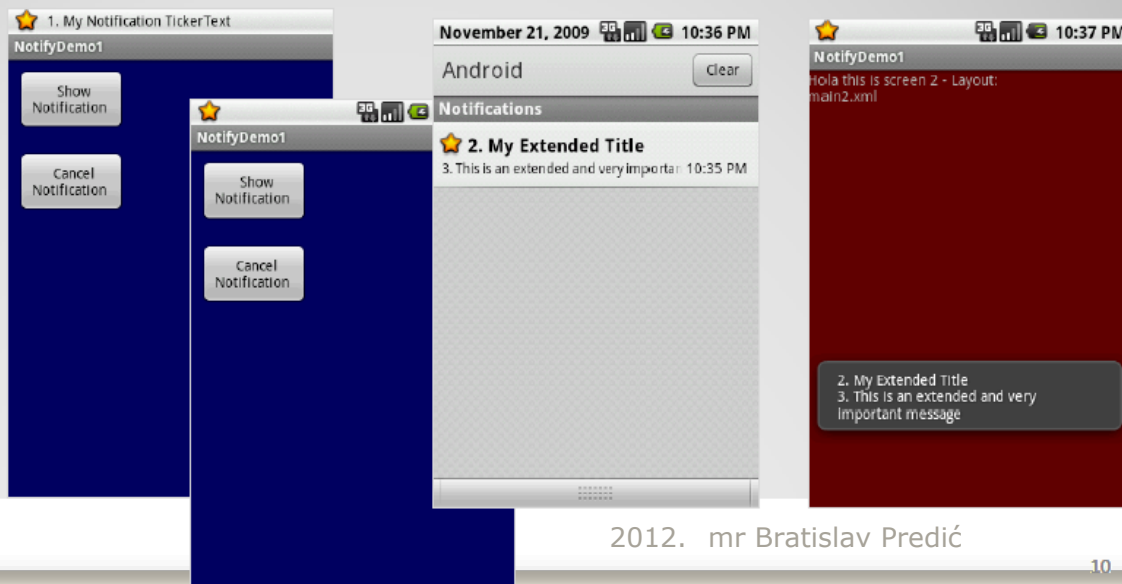 1. My Notification TickerText
NotifyDemo1
Show
Notification
Cancel
Notification
NotifyDemo1
Show
Notification
Cancel
Notification
November 21, 2009 3G 10:36 PM
Android
Clear
Notifications
2. My Extended Title
3. This is an extended and very importan 10:35 PM
3G 10:37 PM
NotifyDemo1
Hola this is screen 2 - Layout:
main2.xml
2. My Extended Title
3. This is an extended and very
important message
2012. mr Bratislav Predić
10